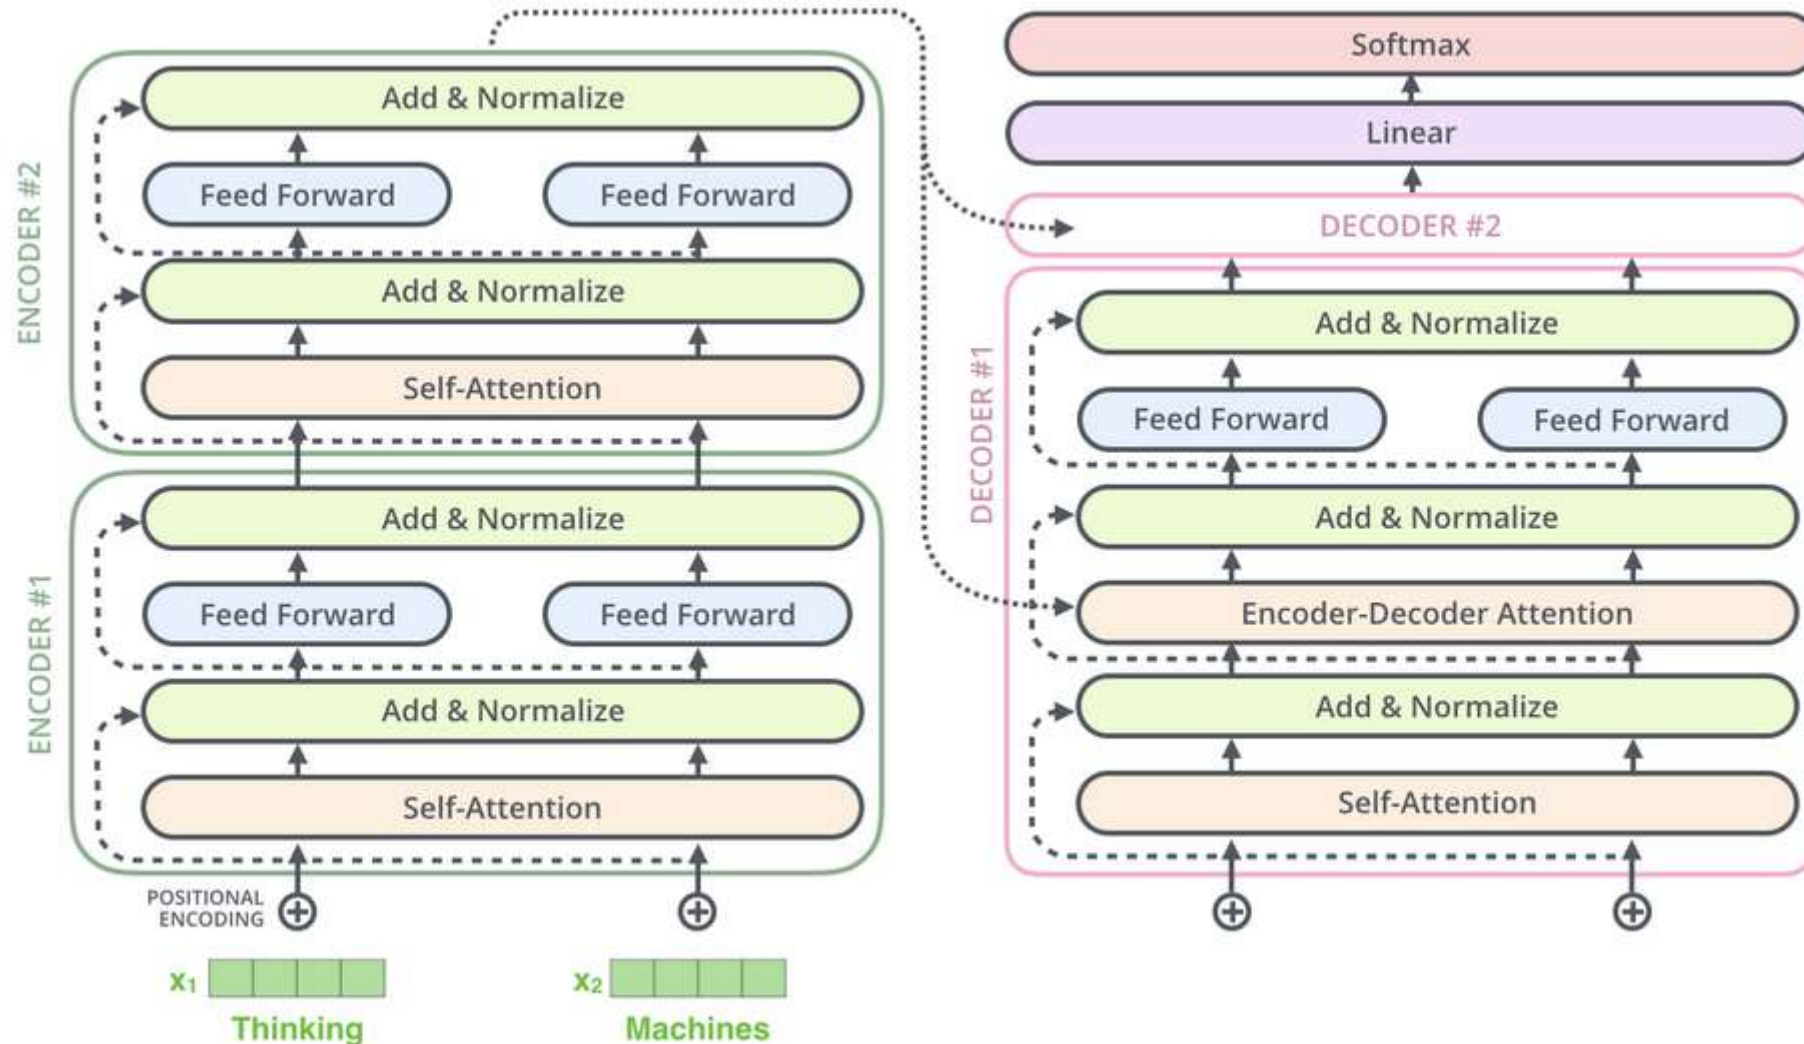 ENCODER #2
Add & Normalize
Feed Forward
Feed Forward
Add & Normalize
Self-Attention
ENCODER #1
Add & Normalize
Feed Forward
Feed Forward
Add & Normalize
Self-Attention
POSITIONAL
ENCODING
x₁
x₂
Thinking
Machines
Softmax
Linear
DECODER #2
DECODER #1
Add & Normalize
Feed Forward
Feed Forward
Add & Normalize
Encoder-Decoder Attention
Add & Normalize
Self-Attention